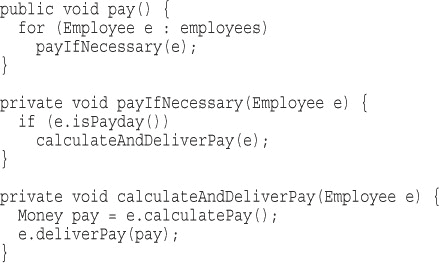 public void pay() {
  for (Employee e : employees)
    payIfNecessary(e);
}

private void payIfNecessary(Employee e) {
  if (e.isPayday())
    calculateAndDeliverPay(e);
}

private void calculateAndDeliverPay(Employee e) {
  Money pay = e.calculatePay();
  e.deliverPay(pay);
}